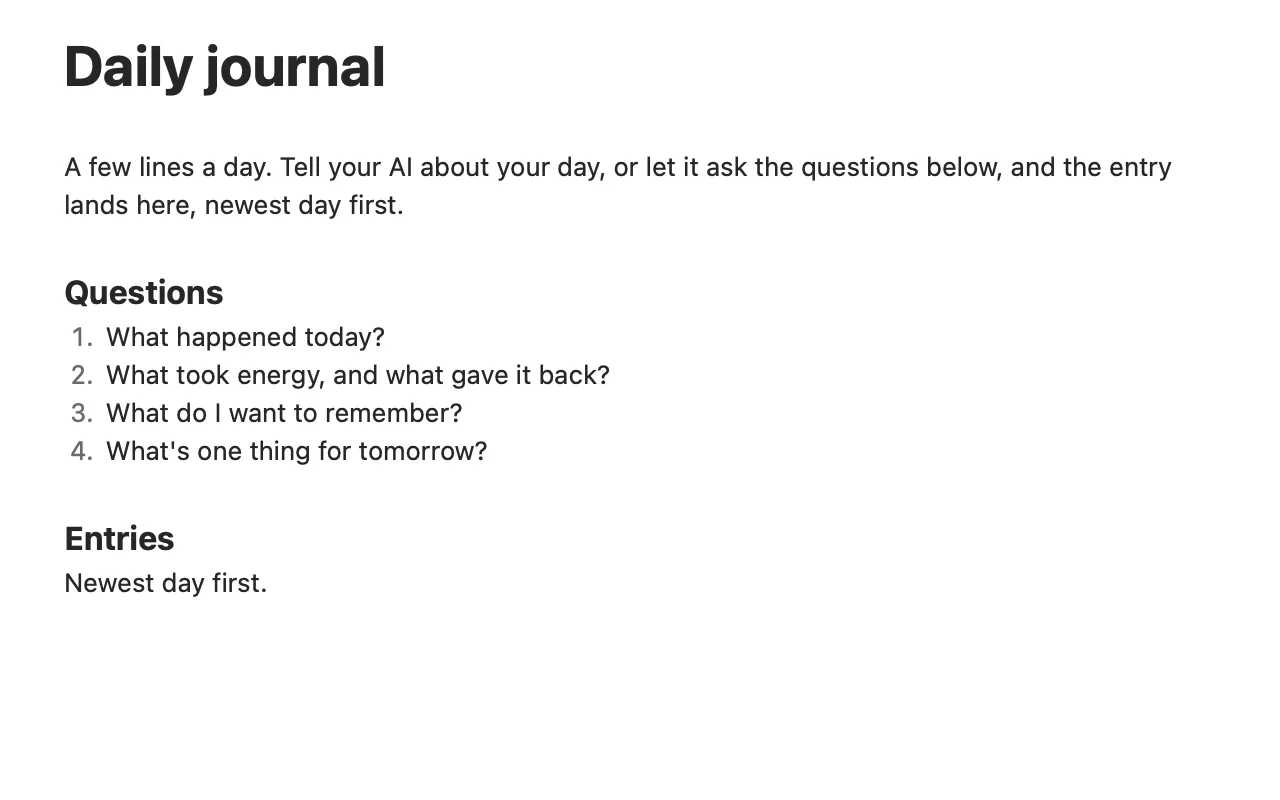 Daily journal
A few lines a day. Tell your AI about your day, or let it ask the questions below, and the entry
lands here, newest day first.
Questions
1. What happened today?
2. What took energy, and what gave it back?
3. What do I want to remember?
4. What's one thing for tomorrow?
Entries
Newest day first.